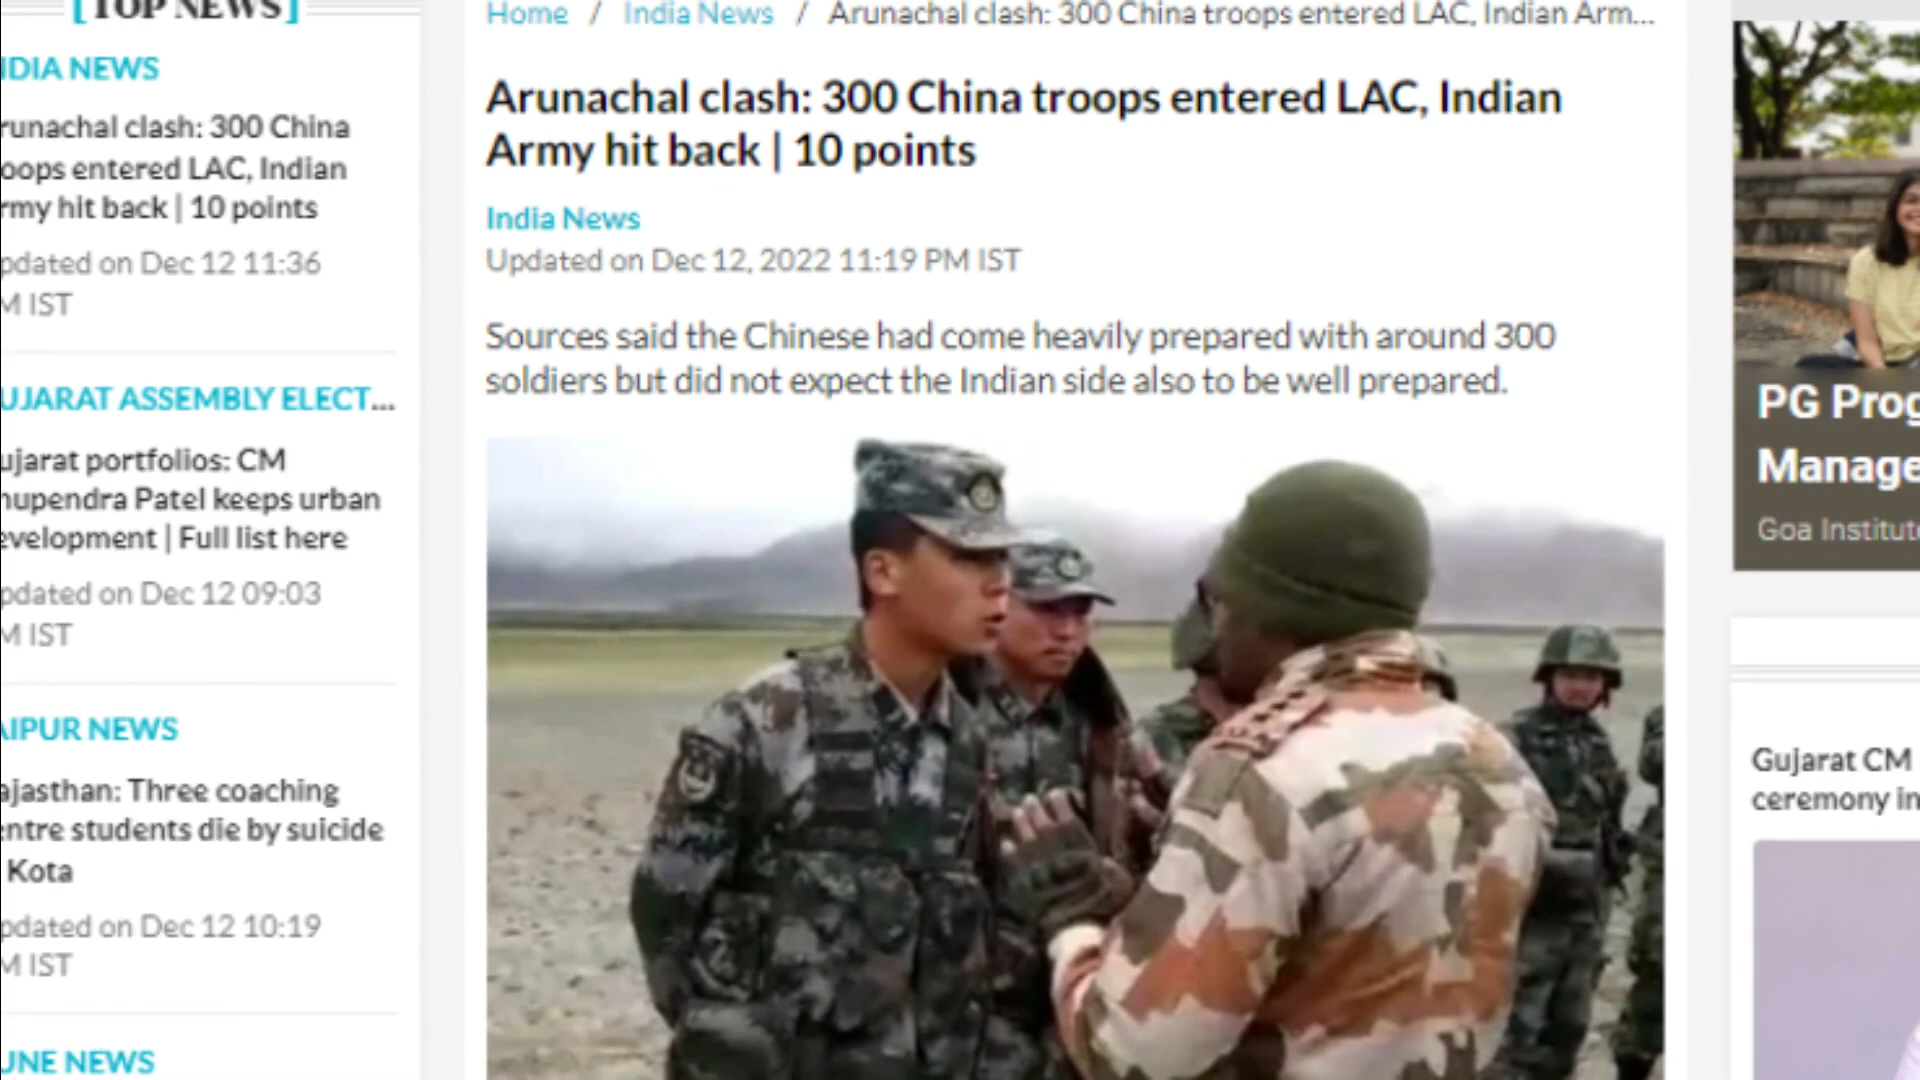 [TOP NEWS]
Home / India News / Arunachal clash: 300 China troops entered LAC, Indian Arm...
NDIA NEWS
runachal clash: 300 China
oops entered LAC, Indian
rmy hit back | 10 points
pdated on Dec 12 11:36
M IST
UJARAT ASSEMBLY ELECT...
ujarat portfolios: CM
hupendra Patel keeps urban
evelopment | Full list here
pdated on Dec 12 09:03
M IST
AIPUR NEWS
ajasthan: Three coaching
entre students die by suicide
Kota
pdated on Dec 12 10:19
M IST
UNE NEWS
Arunachal clash: 300 China troops entered LAC, Indian
Army hit back | 10 points
India News
Updated on Dec 12, 2022 11:19 PM IST
Sources said the Chinese had come heavily prepared with around 300
soldiers but did not expect the Indian side also to be well prepared.
PG Prog
Manage
Goa Institute
Gujarat CM
ceremony in